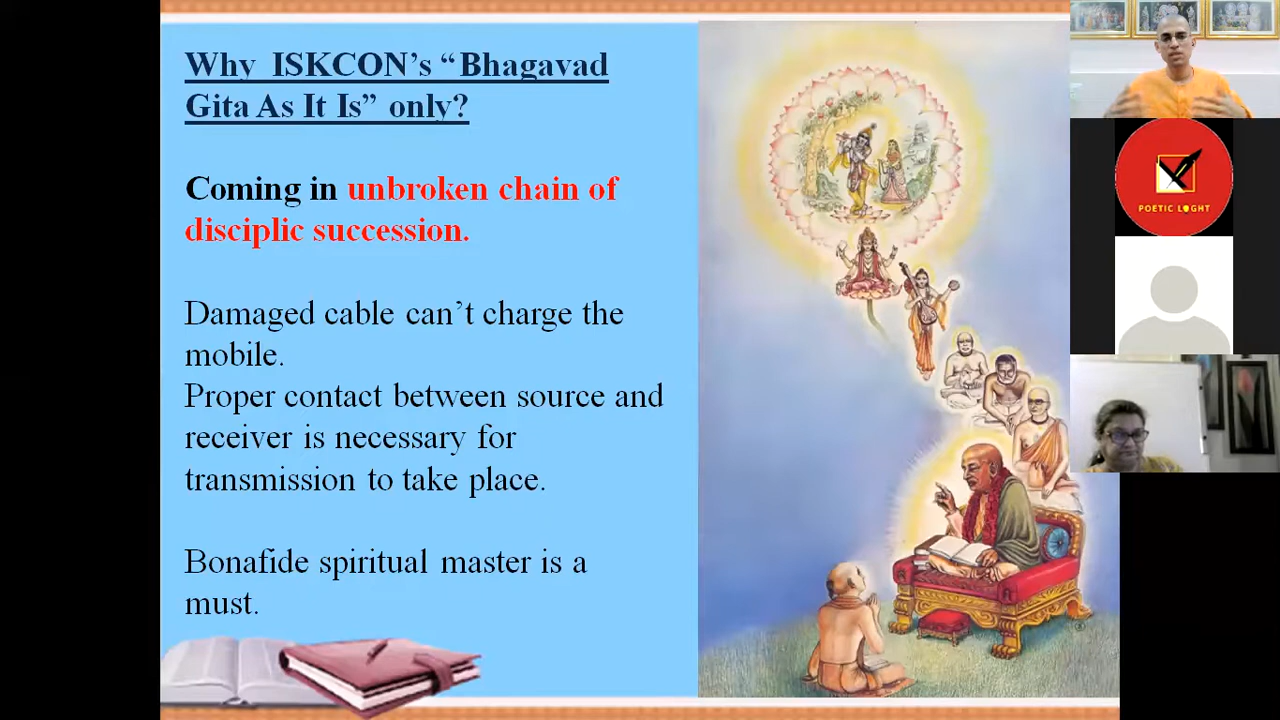 Why ISKCON's “Bhagavad
Gita As It Is” only?
Coming in unbroken chain of
disciplic succession.
Damaged cable can't charge the
mobile.
Proper contact between source and
receiver is necessary for
transmission to take place.
Bonafide spiritual master is a
must.
POETIC LIGHT